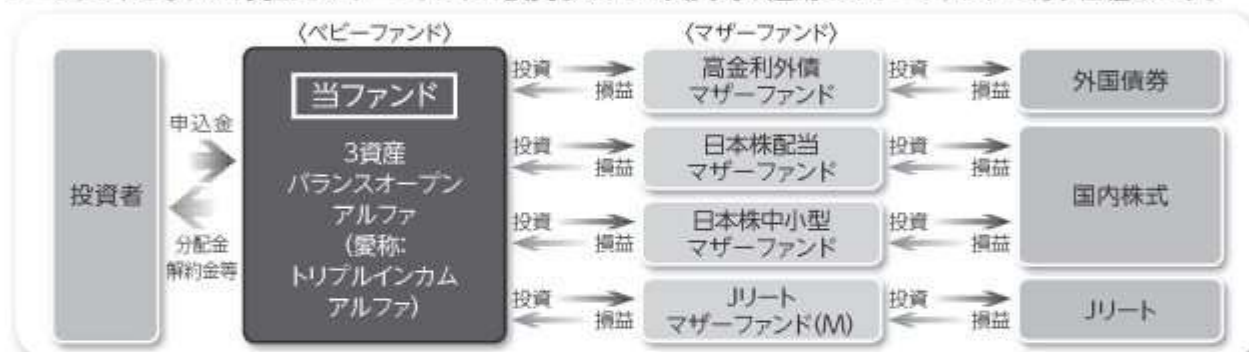 〈ベビーファンド〉
〈マザーファンド〉
投資者
申込金
分配金
解約金等
当ファンド
3資産
バランスオープン
アルファ
(愛称:
トリプルインカム
アルファ)
投資
損益
高金利外債
マザーファンド
投資
損益
外国債券
投資
損益
日本株配当
マザーファンド
投資
損益
国内株式
投資
損益
日本株中小型
マザーファンド
投資
損益
投資
損益
Jリート
マザーファンド(M)
投資
損益
Jリート